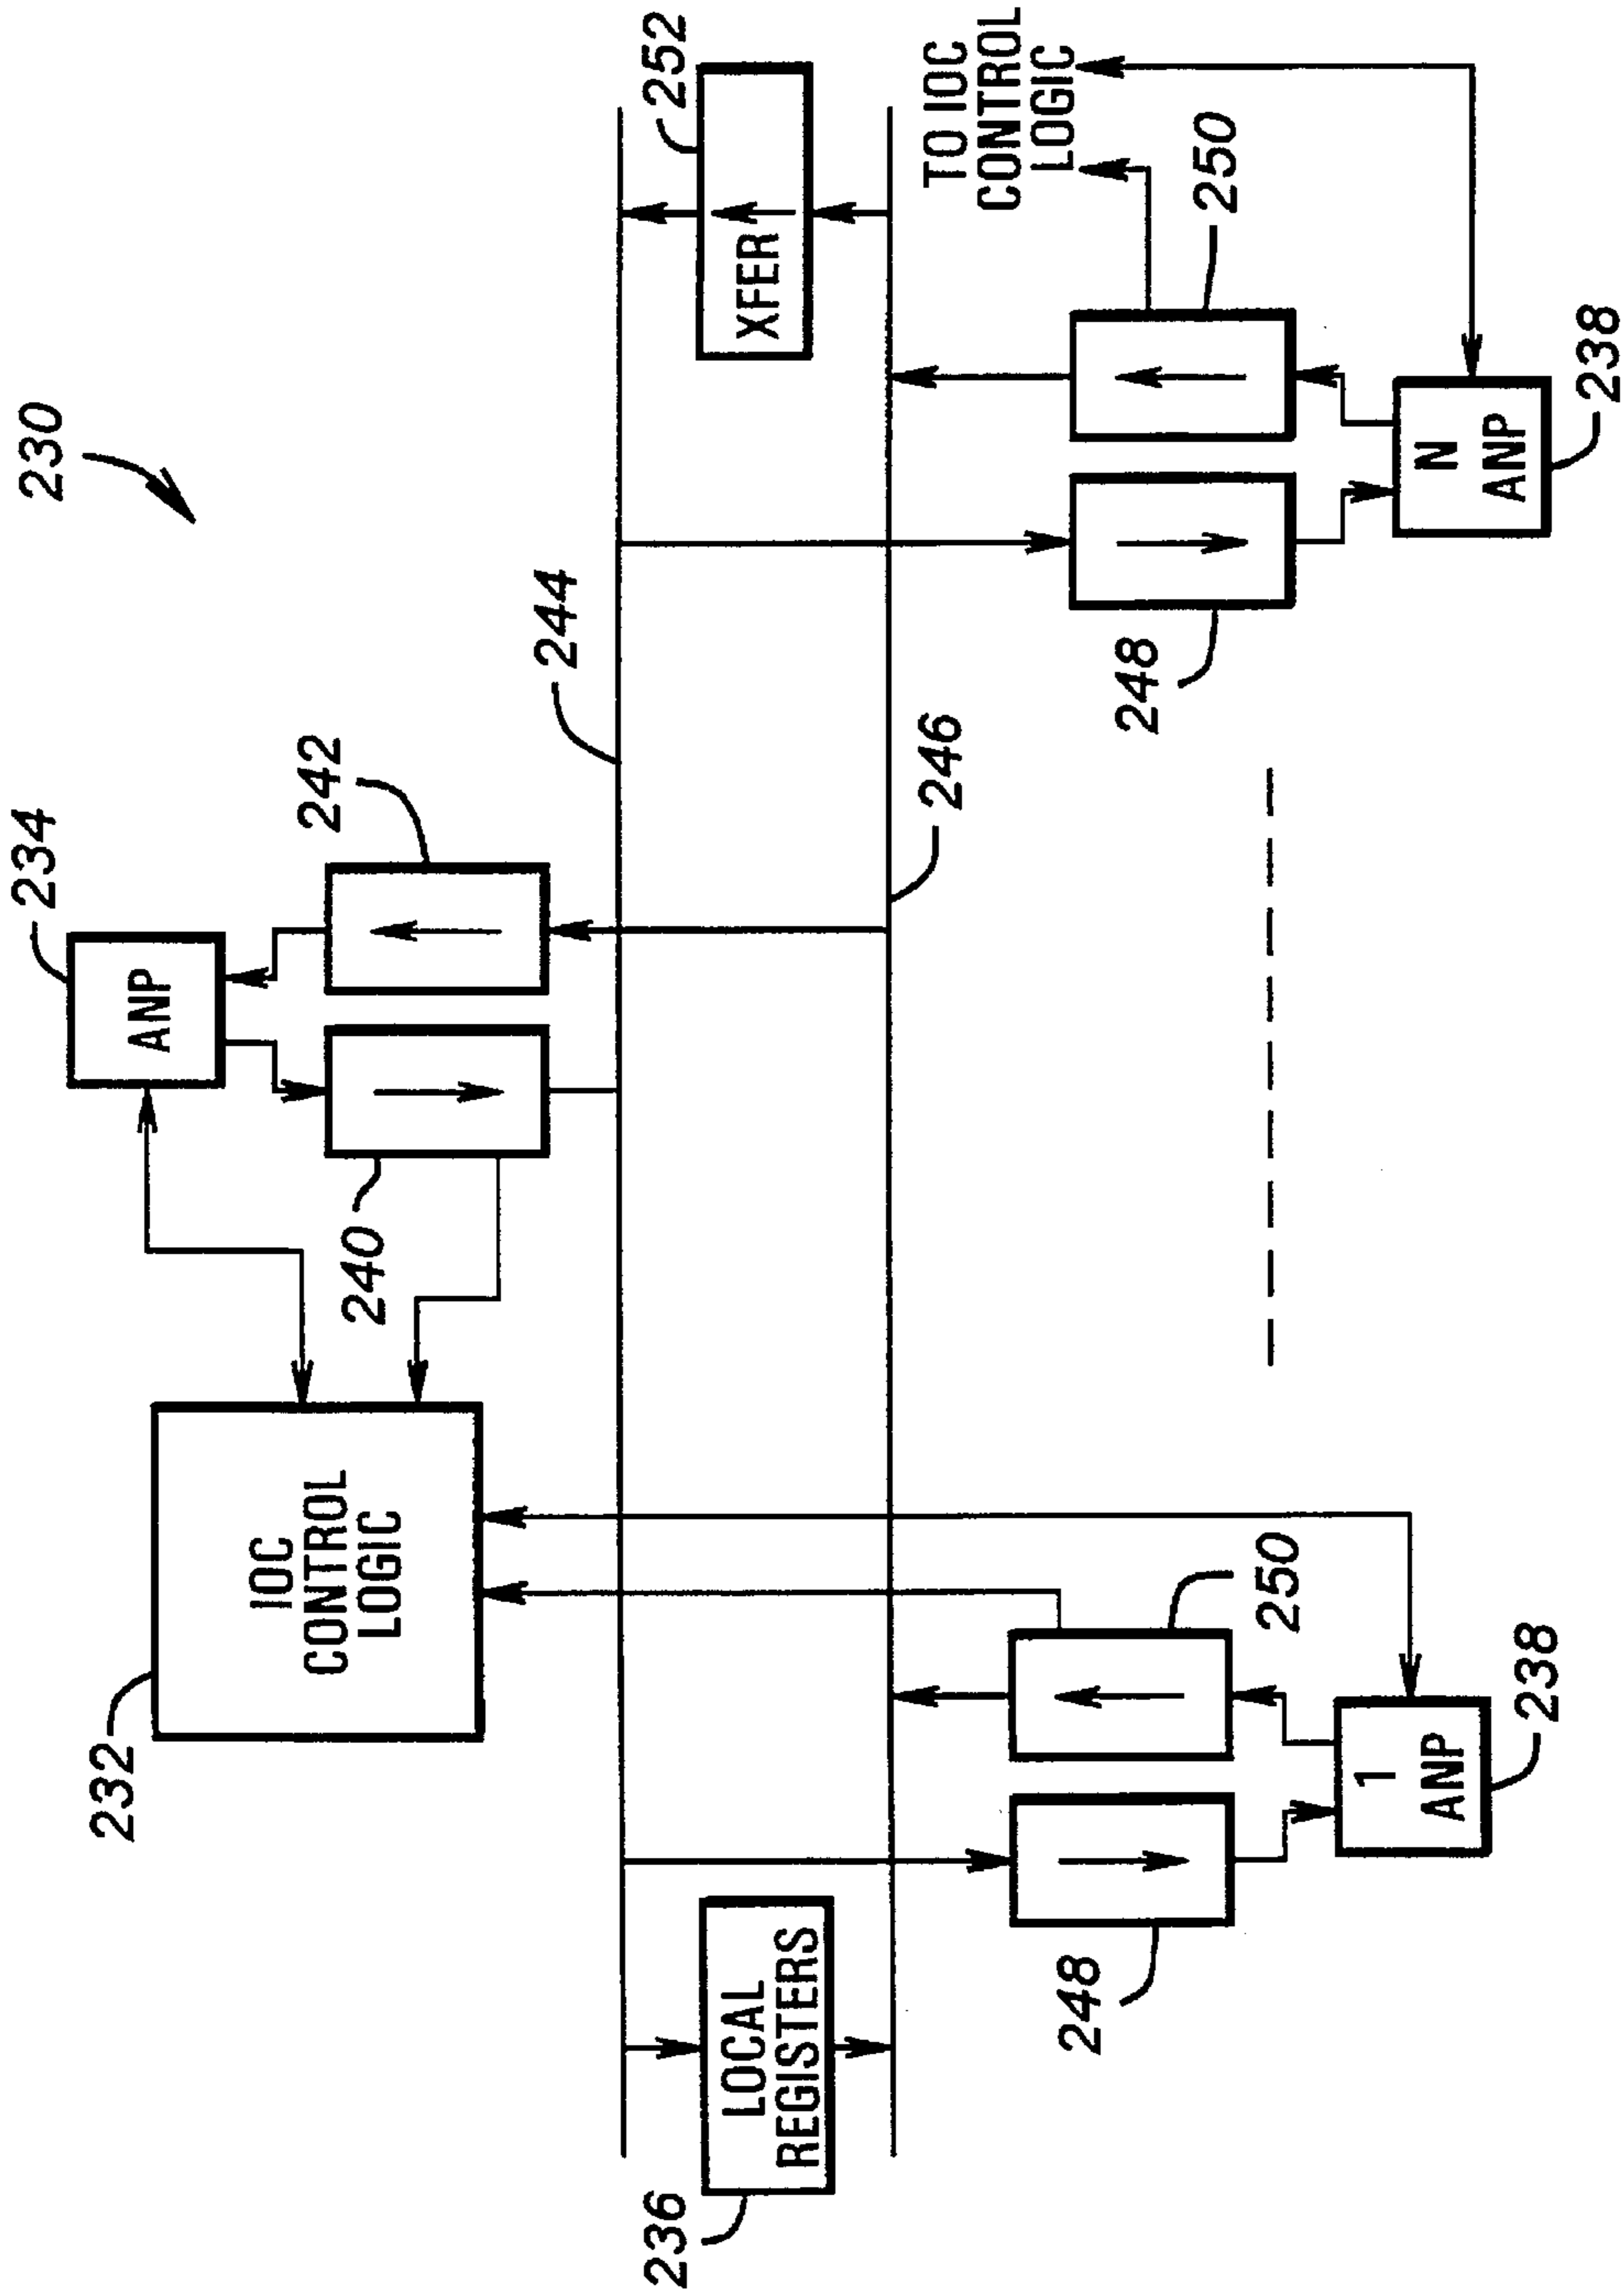 230
234
ANP
242
240
232
IOC
CONTROL
LOGIC
244
252
XFER
236
LOCAL
REGISTERS
246
TO IOC
CONTROL
LOGIC
248
250
1
ANP
238
248
250
N
ANP
238